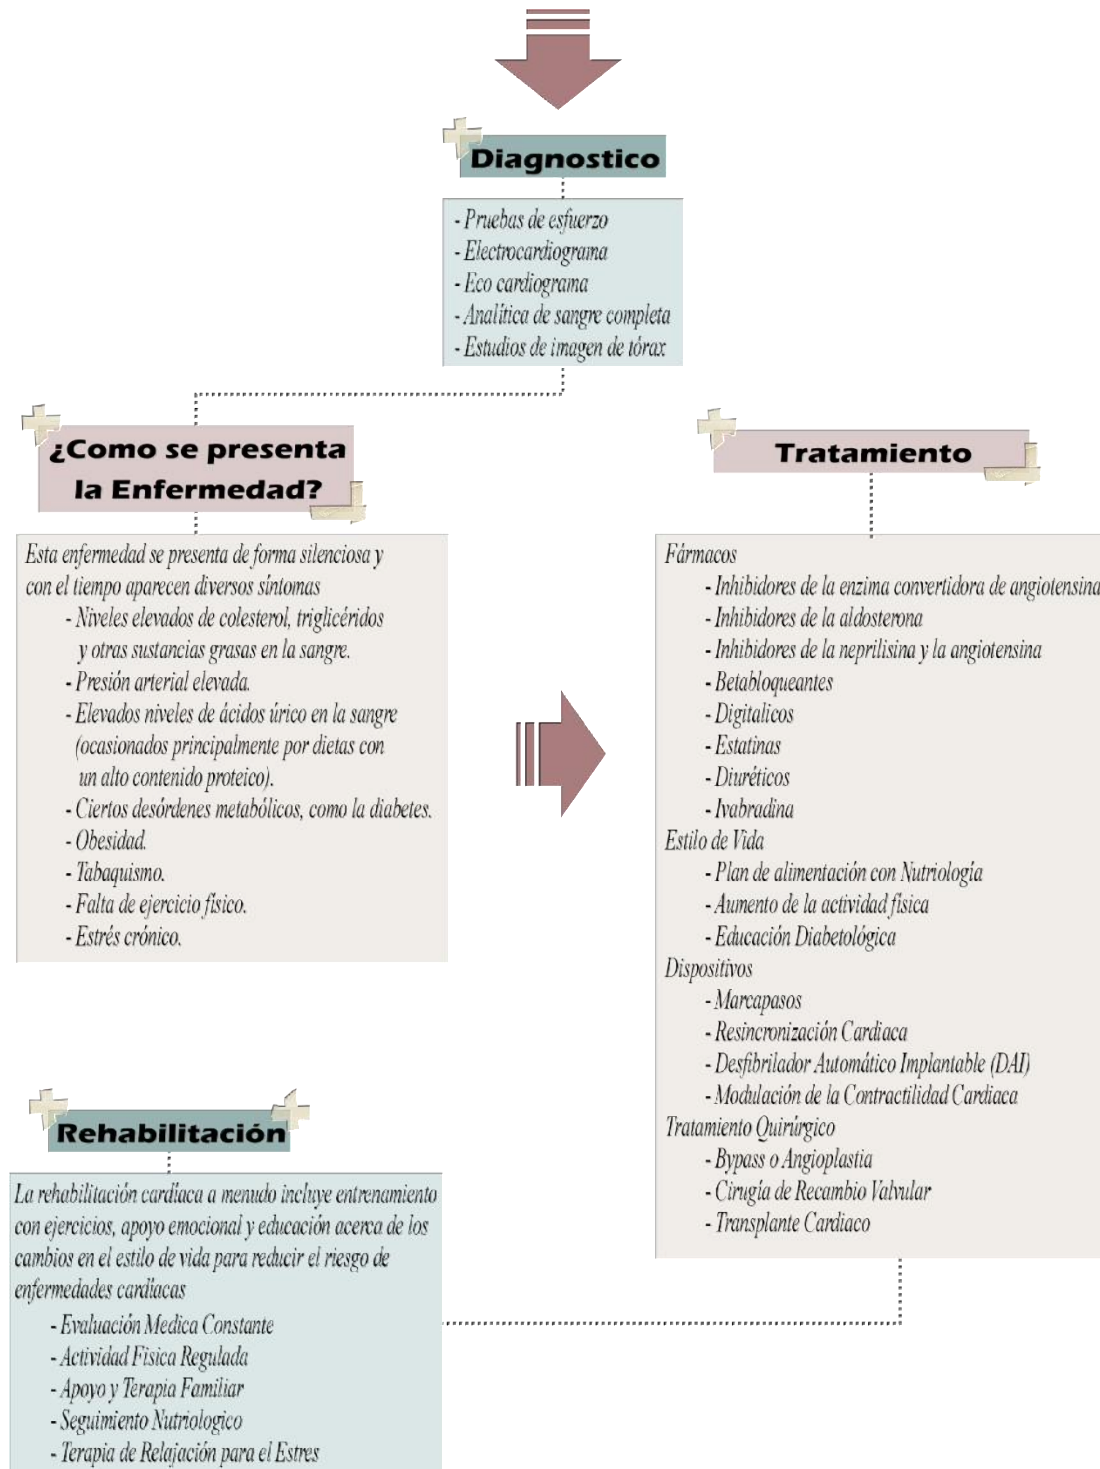 Diagnostico
- Pruebas de esfuerzo
- Electrocardiograma
- Eco cardiograma
- Analítica de sangre completa
- Estudios de imagen de tórax
¿Como se presenta
la Enfermedad?
Esta enfermedad se presenta de forma silenciosa y
con el tiempo aparecen diversos síntomas
- Niveles elevados de colesterol, triglicéridos
y otras sustancias grasas en la sangre.
- Presión arterial elevada.
- Elevados niveles de ácidos úrico en la sangre
(ocasionados principalmente por dietas con
un alto contenido proteico).
- Ciertos desórdenes metabólicos, como la diabetes.
- Obesidad.
- Tabaquismo.
- Falta de ejercicio físico.
- Estrés crónico.
Tratamiento
Fármacos
- Inhibidores de la enzima convertidora de angiotensina
- Inhibidores de la aldosterona
- Inhibidores de la neprilisina y la angiotensina
- Betabloqueantes
- Digitalicos
- Estatinas
- Diuréticos
- Ivabradina
Estilo de Vida
- Plan de alimentación con Nutriología
- Aumento de la actividad física
- Educación Diabetológica
Dispositivos
- Marcapasos
- Resincronización Cardiaca
- Desfibrilador Automático Implantable (DAI)
- Modulación de la Contractilidad Cardiaca
Tratamiento Quirúrgico
- Bypass o Angioplastia
- Cirugía de Recambio Valvular
- Transplante Cardiaco
Rehabilitación
La rehabilitación cardíaca a menudo incluye entrenamiento
con ejercicios, apoyo emocional y educación acerca de los
cambios en el estilo de vida para reducir el riesgo de
enfermedades cardíacas
- Evaluación Medica Constante
- Actividad Fisica Regulada
- Apoyo y Terapia Familiar
- Seguimiento Nutriologico
- Terapia de Relajación para el Estres